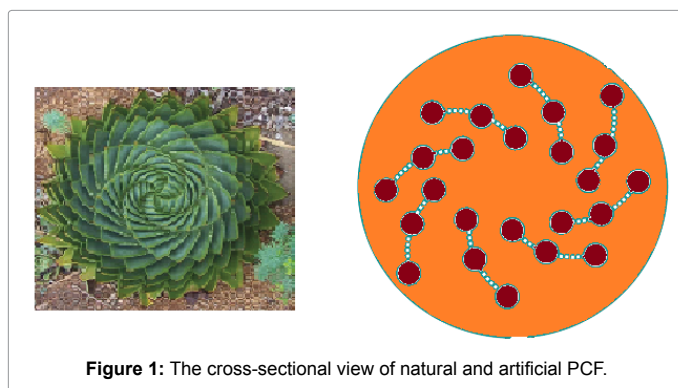 Figure 1: The cross-sectional view of natural and artificial PCF.